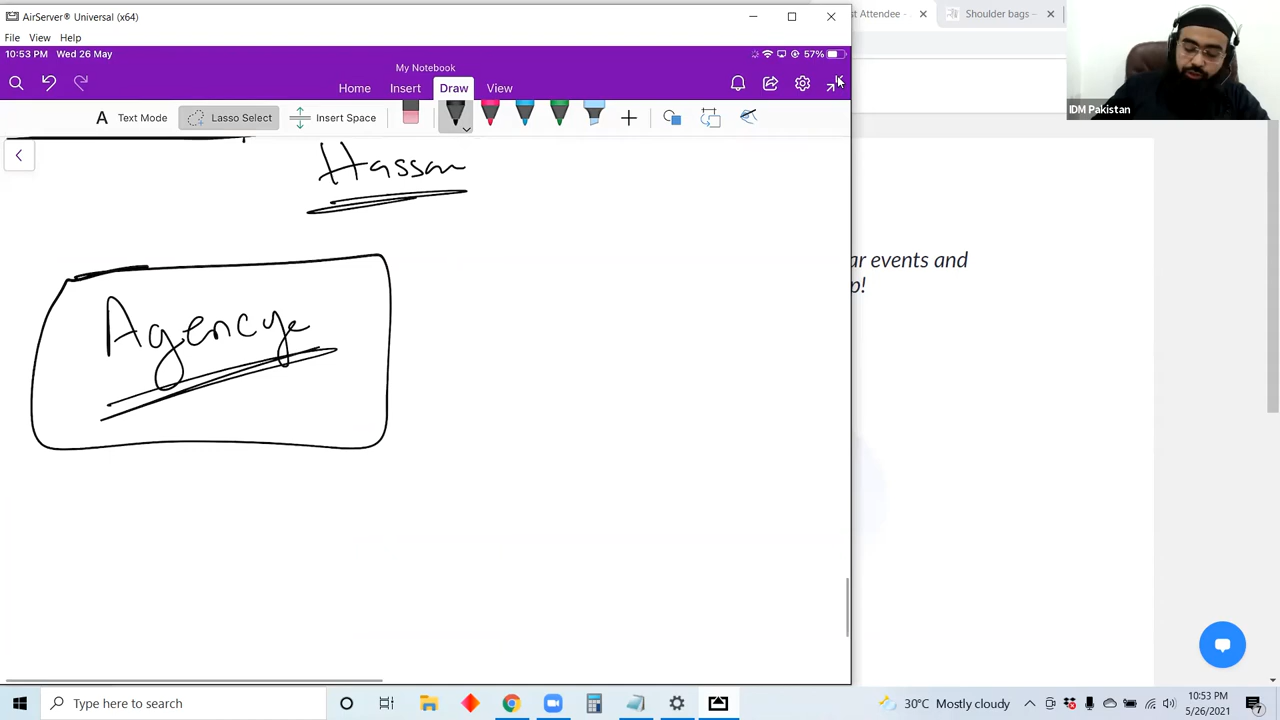 AirServer® Universal (x64)
File View Help
10:53 PM Wed 26 May
57%
My Notebook
Home Insert Draw View
A Text Mode Lasso Select Insert Space
Hassan
Agency
st Attendee -
Shoulder bags –
IDM Pakistan
ar events and
p!
Type here to search
30°C Mostly cloudy
10:53 PM
5/26/2021
7